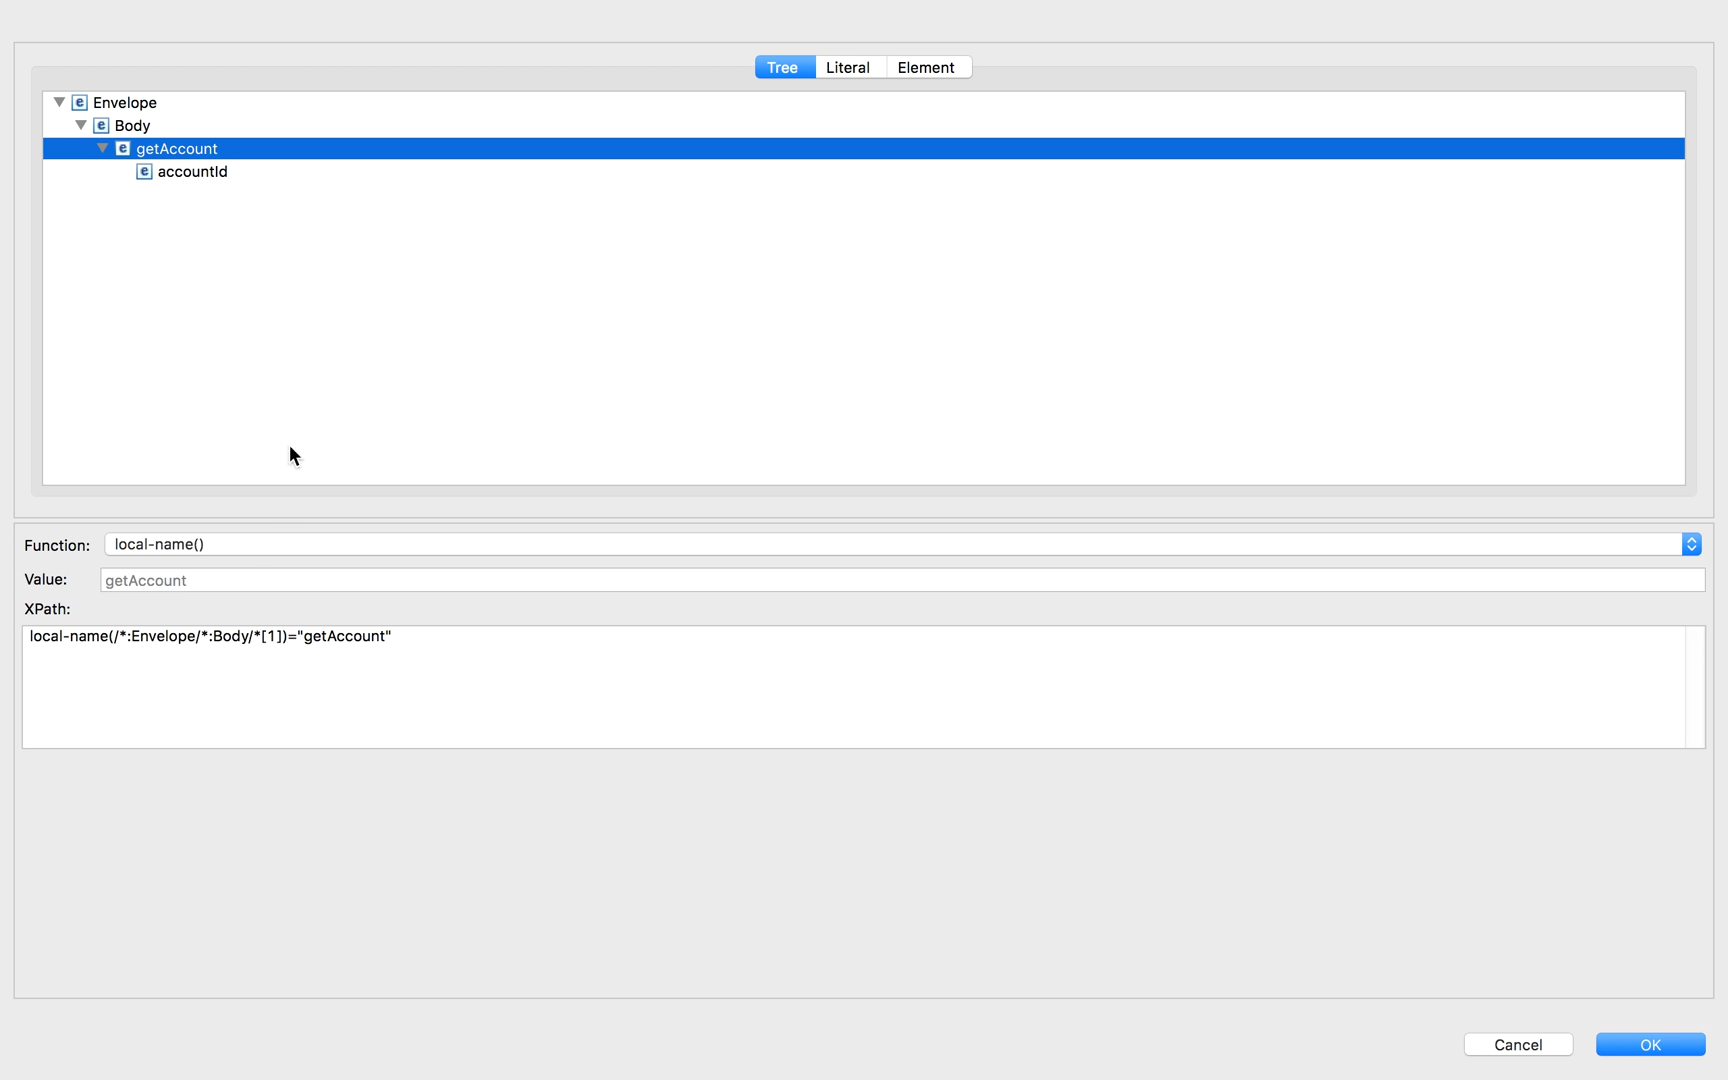 Tree Literal Element
e Envelope
e Body
e getAccount
e accountId
Function: local-name()
Value: getAccount
XPath:
local-name(/*:Envelope/*:Body/*[1])="getAccount"
Cancel OK